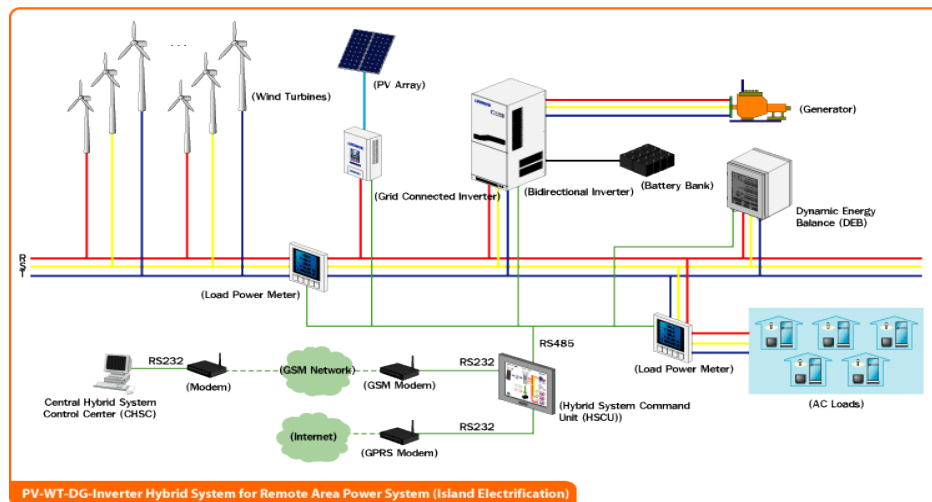 (Wind Turbines)
(PV Array)
(Generator)
(Grid Connected Inverter)
(Bidirectional Inverter)
(Battery Bank)
Dynamic Energy
Balance (DEB)
R
S
T
(Load Power Meter)
RS485
RS232
(Modem)
(GSM Network)
(GSM Modem)
RS232
(Load Power Meter)
(AC Loads)
Central Hybrid System
Control Center (CHSC)
(Hybrid System Command
Unit (HSCU))
(Internet)
RS232
(GPRS Modem)
PV-WT-DG-Inverter Hybrid System for Remote Area Power System (Island Electrification)